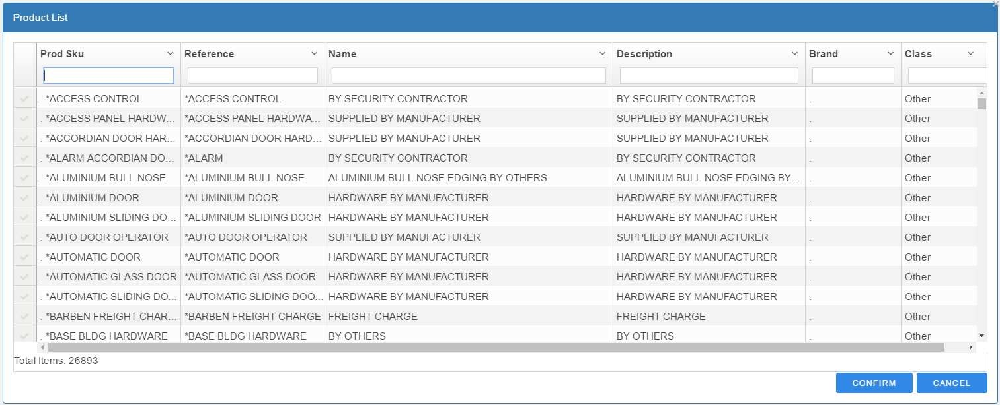 Product List
Prod Sku Reference Name Description Brand Class
. *ACCESS CONTROL *ACCESS CONTROL BY SECURITY CONTRACTOR BY SECURITY CONTRACTOR . Other
. *ACCESS PANEL HARDW... *ACCESS PANEL HARDWA... SUPPLIED BY MANUFACTURER SUPPLIED BY MANUFACTURER . Other
. *ACCORDIAN DOOR HAR... *ACCORDIAN DOOR HARD... SUPPLIED BY MANUFACTURER SUPPLIED BY MANUFACTURER . Other
. *ALARM ACCORDIAN DO... *ALARM BY SECURITY CONTRACTOR BY SECURITY CONTRACTOR . Other
. *ALUMINIUM BULL NOSE *ALUMINIUM BULL NOSE ALUMINIUM BULL NOSE EDGING BY OTHERS ALUMINIUM BULL NOSE EDGING BY... . Other
. *ALUMINIUM DOOR *ALUMINIUM DOOR HARDWARE BY MANUFACTURER HARDWARE BY MANUFACTURER . Other
. *ALUMINIUM SLIDING DO... *ALUMINIUM SLIDING DOOR HARDWARE BY MANUFACTURER HARDWARE BY MANUFACTURER . Other
. *AUTO DOOR OPERATOR *AUTO DOOR OPERATOR SUPPLIED BY MANUFACTURER SUPPLIED BY MANUFACTURER . Other
. *AUTOMATIC DOOR *AUTOMATIC DOOR HARDWARE BY MANUFACTURER HARDWARE BY MANUFACTURER . Other
. *AUTOMATIC GLASS DOOR *AUTOMATIC GLASS DOOR HARDWARE BY MANUFACTURER HARDWARE BY MANUFACTURER . Other
. *AUTOMATIC SLIDING DO... *AUTOMATIC SLIDING DOO... HARDWARE BY MANUFACTURER HARDWARE BY MANUFACTURER . Other
. *BARBEN FREIGHT CHAR... *BARBEN FREIGHT CHARGE FREIGHT CHARGE FREIGHT CHARGE . Other
. *BASE BLDG HARDWARE *BASE BLDG HARDWARE BY OTHERS BY OTHERS . Other
Total Items: 26893
CONFIRM CANCEL